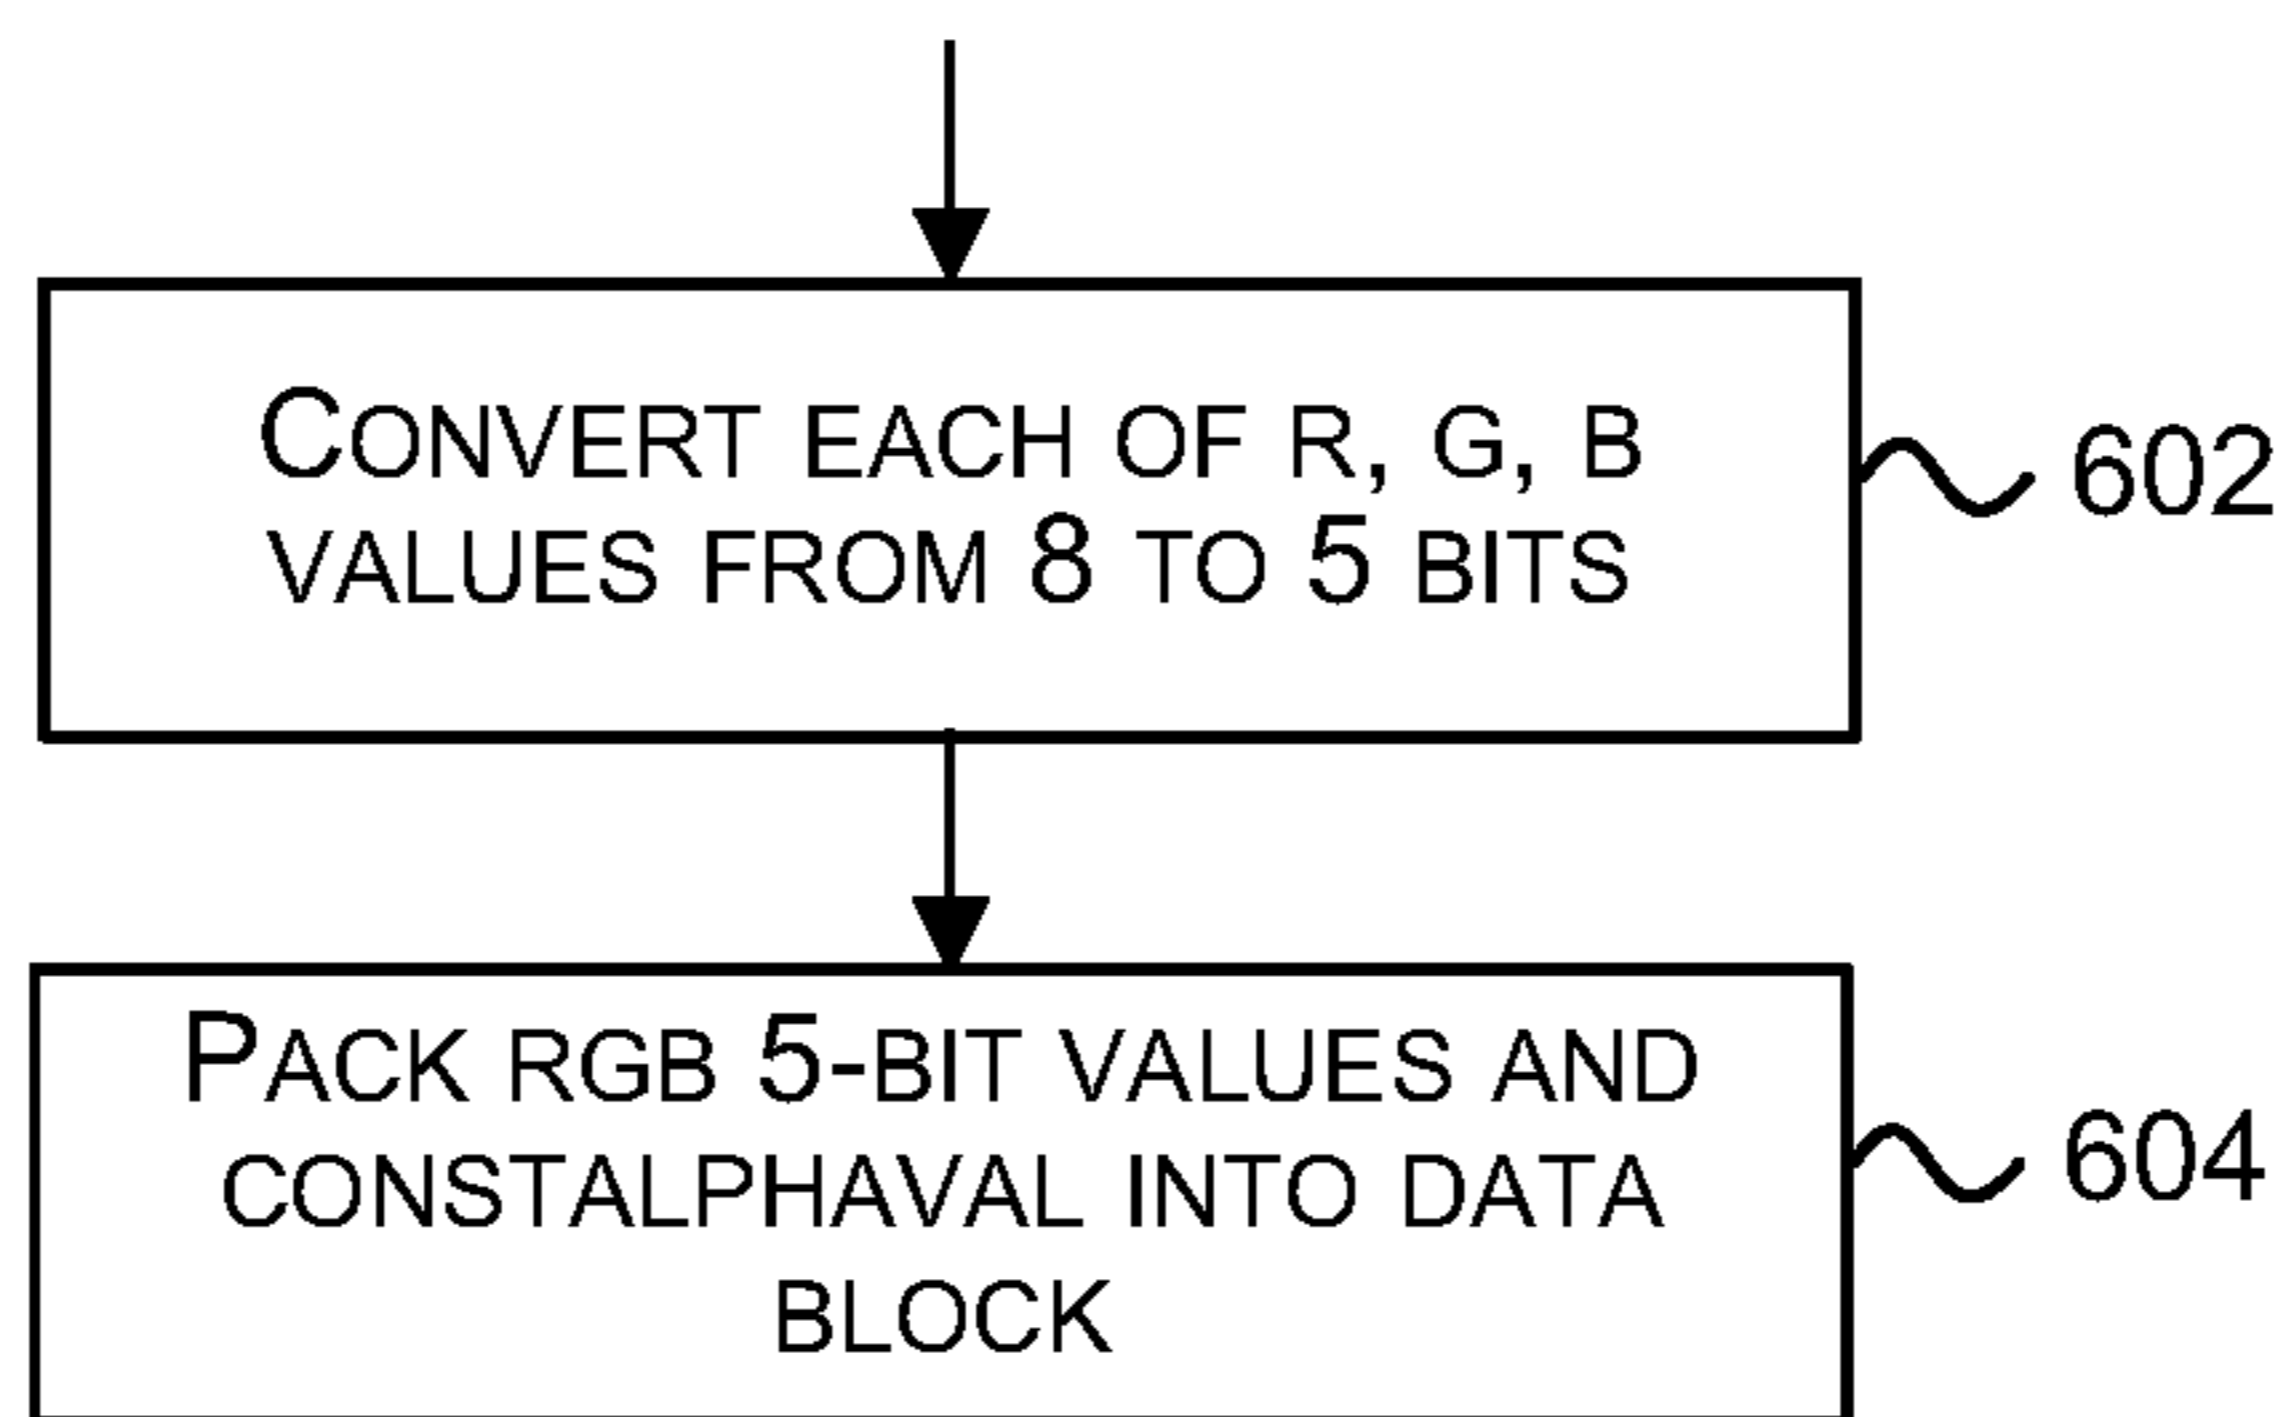 CONVERT EACH OF R, G, B
VALUES FROM 8 TO 5 BITS
602
PACK RGB 5-BIT VALUES AND
CONSTALPHAVAL INTO DATA
BLOCK
604